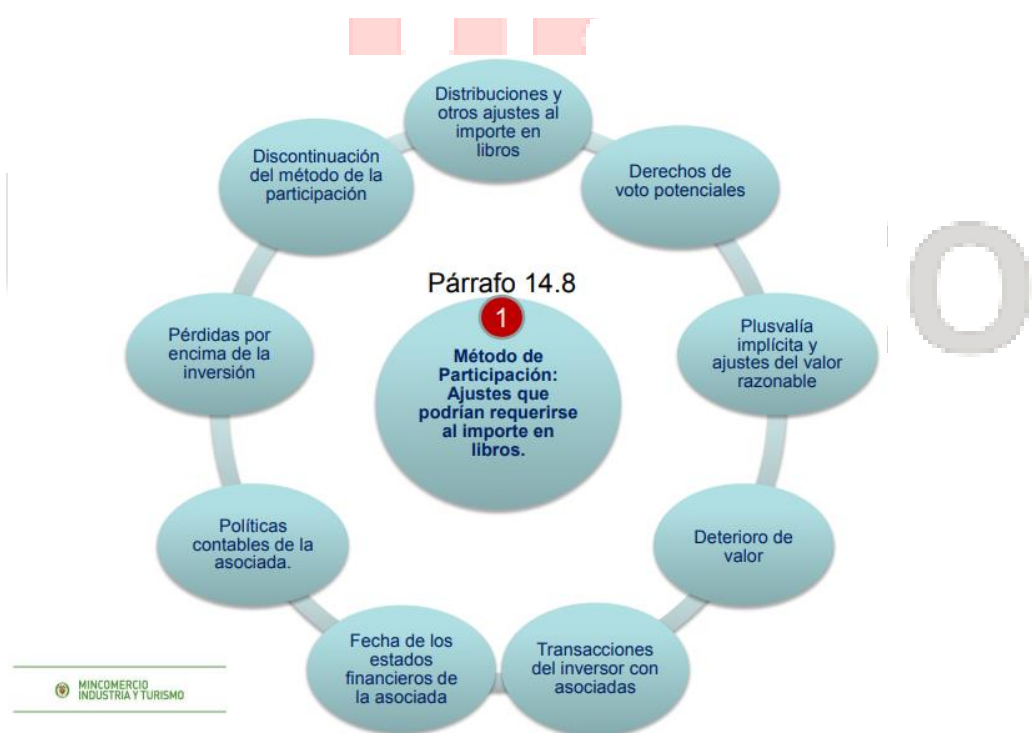 Distribuciones y
otros ajustes al
importe en
libros
Derechos de
voto potenciales
Plusvalía
implícita y
ajustes del valor
razonable
Deterioro de
valor
Transacciones
del inversor con
asociadas
Fecha de los
estados
financieros de
la asociada
Políticas
contables de la
asociada.
Pérdidas por
encima de la
inversión
Discontinuación
del método de la
participación
Párrafo 14.8
1
Método de
Participación:
Ajustes que
podrían requerirse
al importe en
libros.
MINCOMERCIO
INDUSTRIA Y TURISMO
O